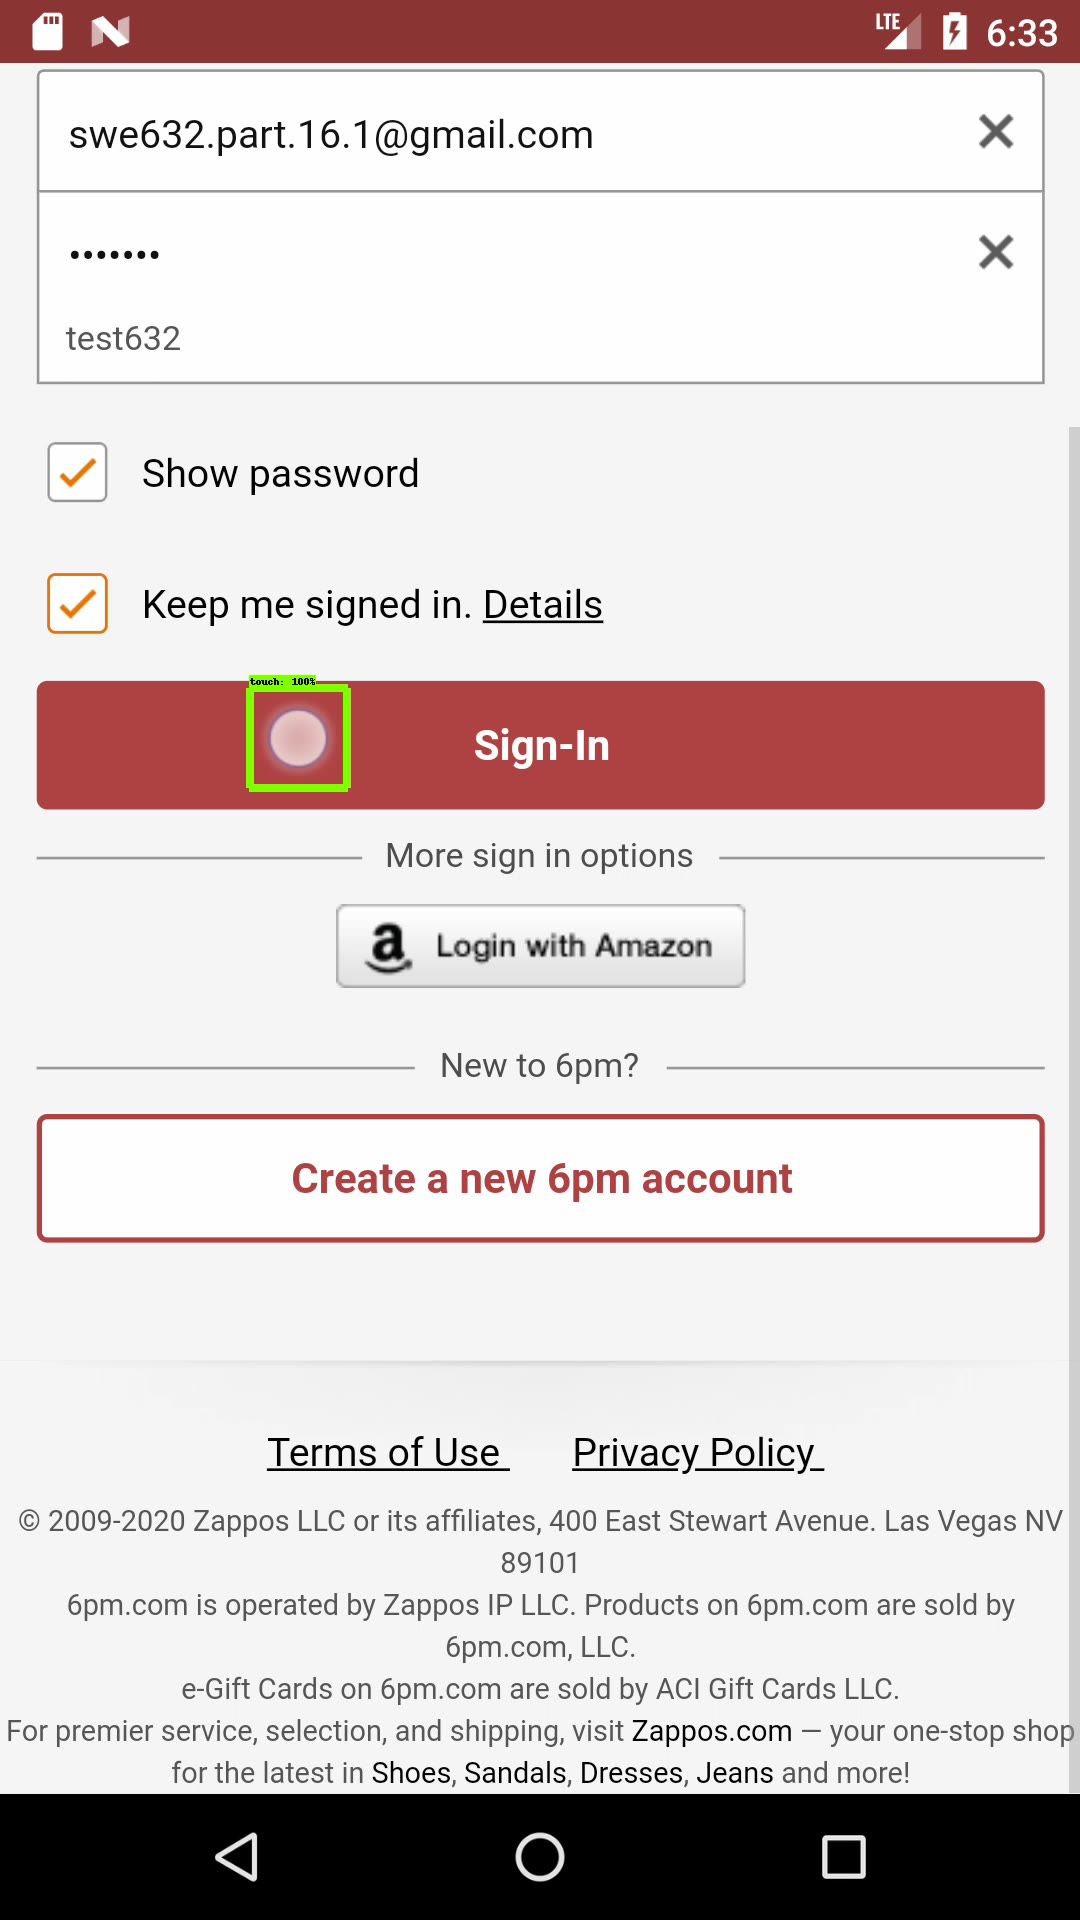 LTE 6:33
swe632.part.16.1@gmail.com
•••••••
test632
Show password
Keep me signed in. Details
touch: 100%
Sign-In
More sign in options
Login with Amazon
New to 6pm?
Create a new 6pm account
Terms of Use Privacy Policy
© 2009-2020 Zappos LLC or its affiliates, 400 East Stewart Avenue. Las Vegas NV
89101
6pm.com is operated by Zappos IP LLC. Products on 6pm.com are sold by
6pm.com, LLC.
e-Gift Cards on 6pm.com are sold by ACI Gift Cards LLC.
For premier service, selection, and shipping, visit Zappos.com — your one-stop shop
for the latest in Shoes, Sandals, Dresses, Jeans and more!